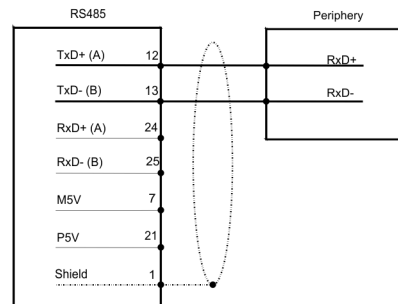 RS485 Periphery
TxD+ (A) 12 RxD+
TxD- (B) 13 RxD-
RxD+ (A) 24
RxD- (B) 25
M5V 7
P5V 21
Shield 1